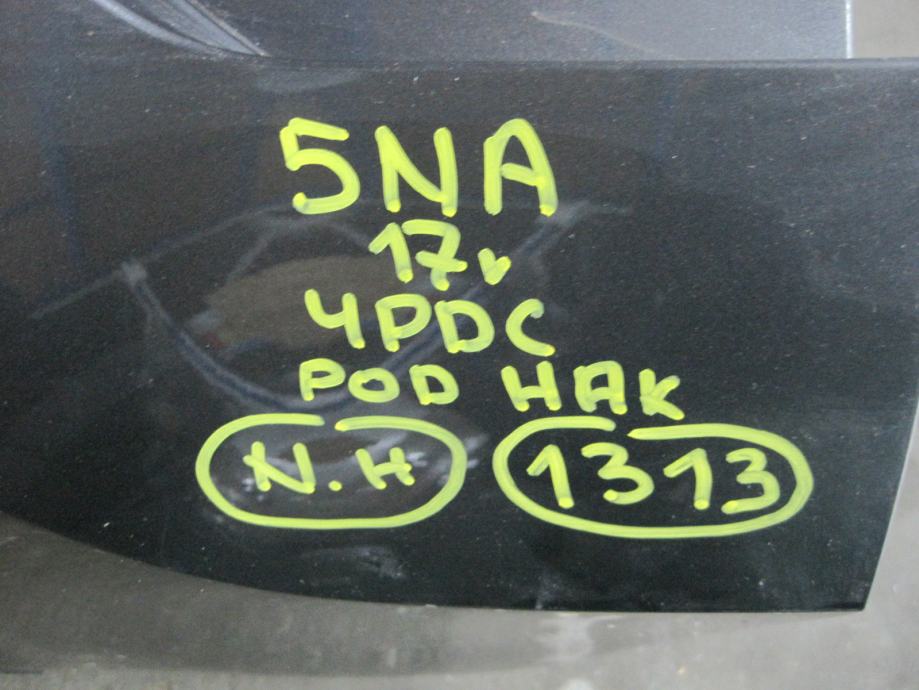 5NA
17v
4PDC
POD HAK
N.H 1313